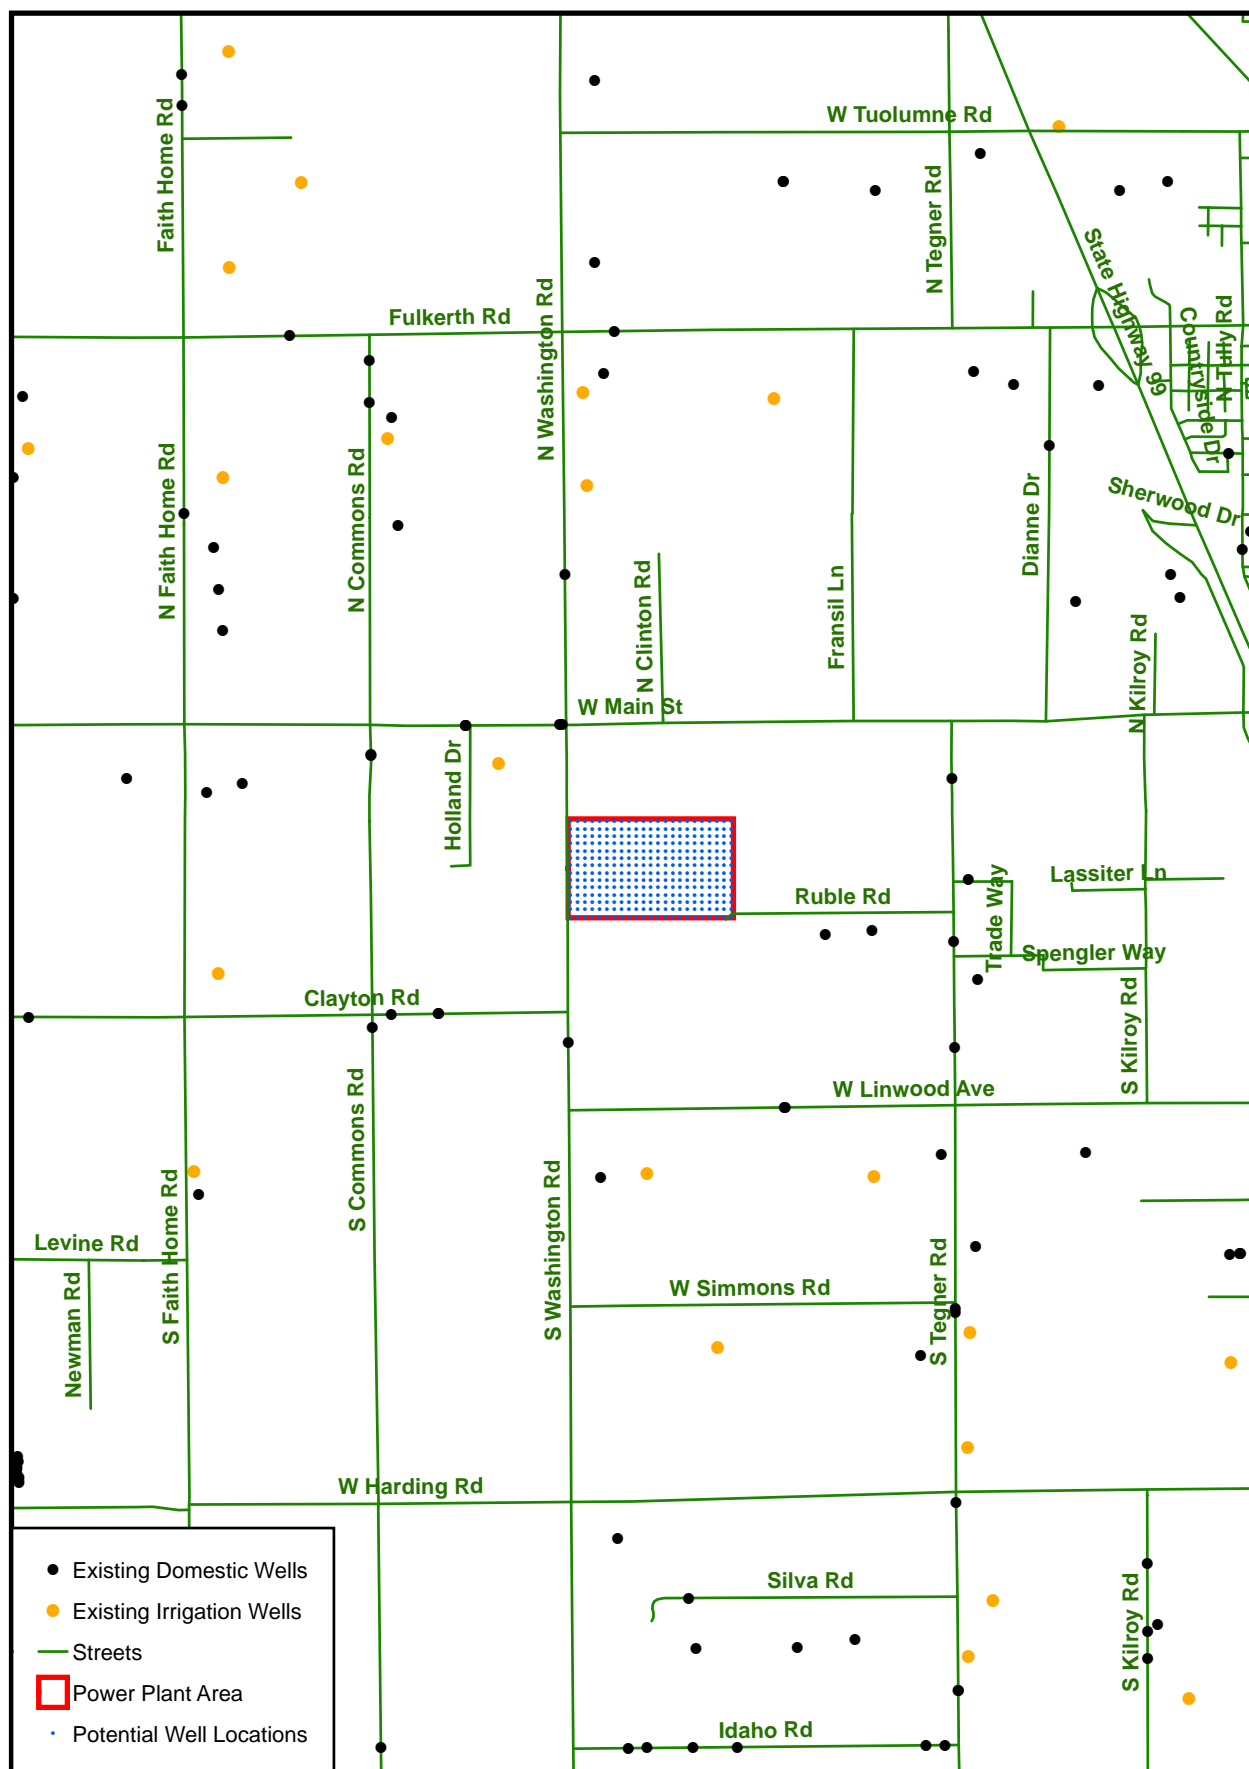 W Tuolumne Rd
Faith Home Rd
N Tegner Rd
State Highway 99
N Washington Rd
Fulkerth Rd
Countryside Dr
N Tully Rd
N Faith Home Rd
N Commons Rd
Sherwood Dr
Dianne Dr
N Clinton Rd
Fransil Ln
N Kilroy Rd
W Main St
Holland Dr
Trade Way
Lassiter Ln
Ruble Rd
Spengler Way
Clayton Rd
S Kilroy Rd
W Linwood Ave
S Commons Rd
S Washington Rd
S Faith Home Rd
Levine Rd
Newman Rd
S Tegner Rd
W Simmons Rd
W Harding Rd
Silva Rd
S Kilroy Rd
Idaho Rd
Existing Domestic Wells
Existing Irrigation Wells
Streets
Power Plant Area
Potential Well Locations